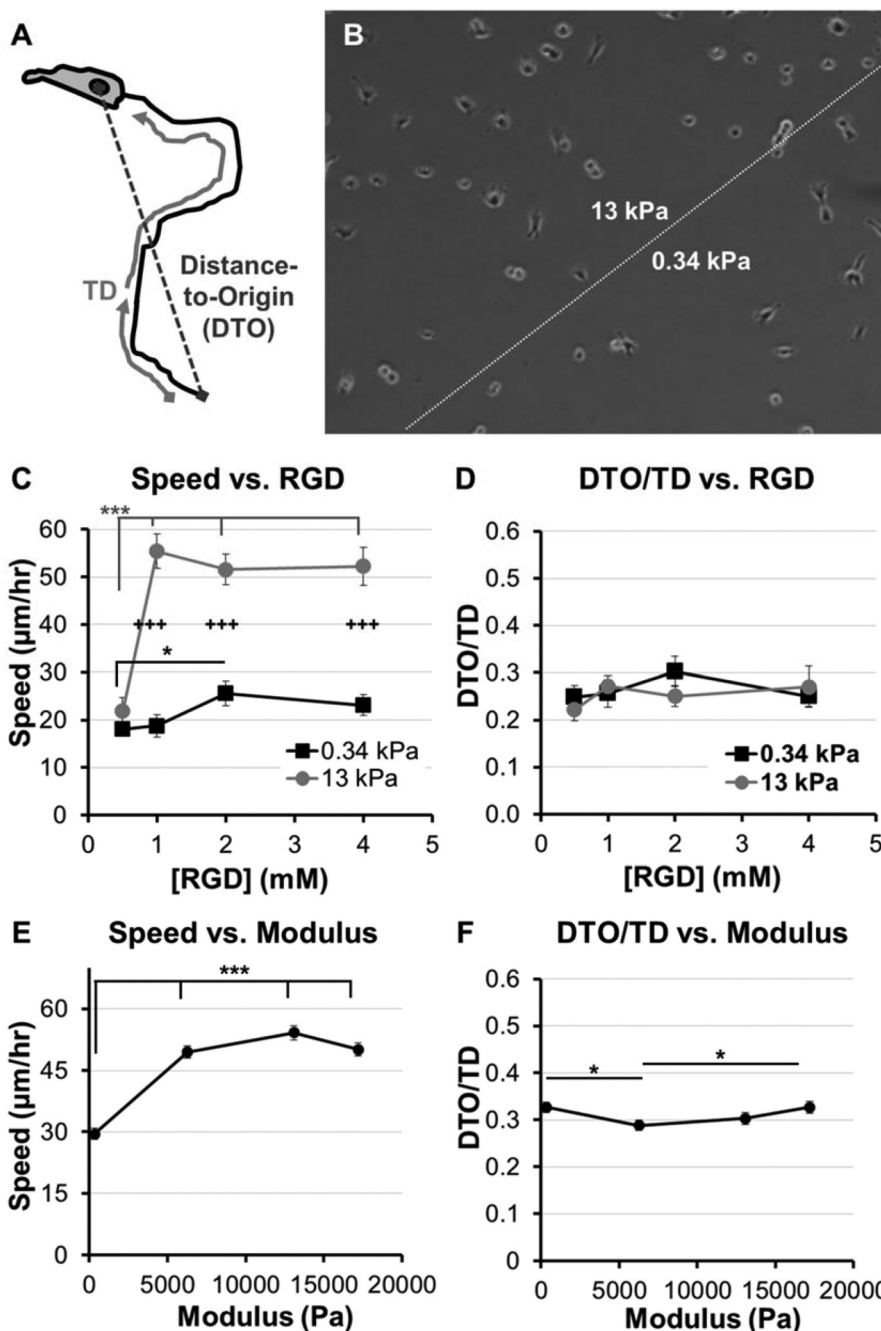 A
TD
Distance-
to-Origin
(DTO)
B
13 kPa
0.34 kPa
C Speed vs. RGD
***
60
50
40
30
20
10
0
Speed (µm/hr)
+++ +++ +++
*
0.34 kPa
13 kPa
0 1 2 3 4 5
[RGD] (mM)
D DTO/TD vs. RGD
0.6
0.5
0.4
0.3
0.2
0.1
0.0
DTO/TD
0.34 kPa
13 kPa
0 1 2 3 4 5
[RGD] (mM)
E Speed vs. Modulus
***
60
45
30
15
0
Speed (µm/hr)
0 5000 10000 15000 20000
Modulus (Pa)
F DTO/TD vs. Modulus
0.6
0.5
0.4
0.3
0.2
0.1
0
DTO/TD
* *
0 5000 10000 15000 2000
Modulus (Pa)